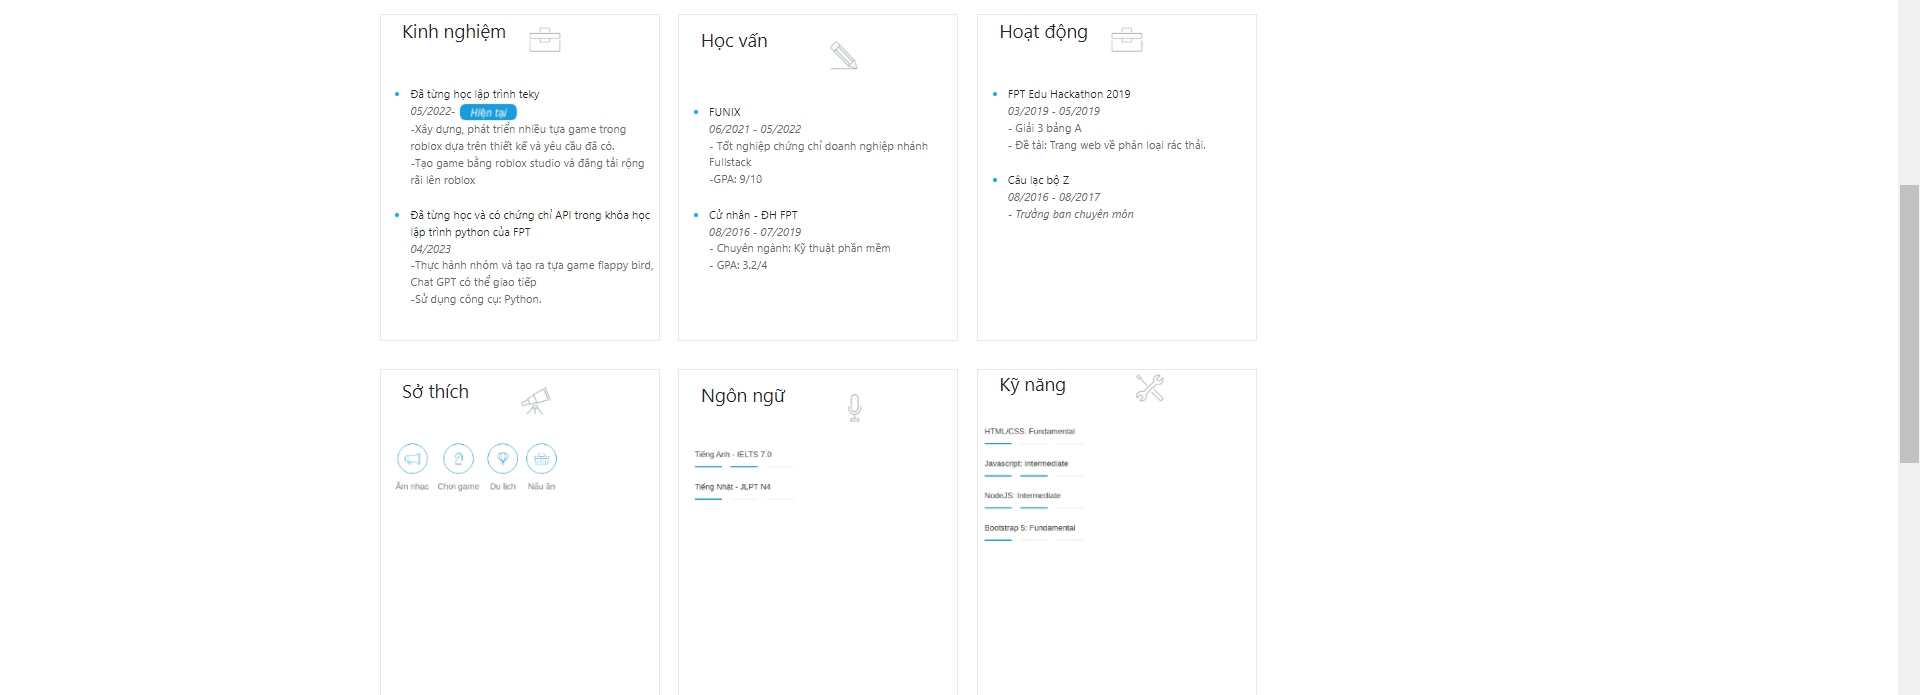 Kinh nghiệm
Đã từng học lập trình teky
05/2022- Hiện tại
-Xây dựng, phát triển nhiều tựa game trong
roblox dựa trên thiết kế và yêu cầu đã có.
-Tạo game bằng roblox studio và đăng tải rộng
rãi lên roblox
Đã từng học và có chứng chỉ API trong khóa học
lập trình python của FPT
04/2023
-Thực hành nhóm và tạo ra tựa game flappy bird,
Chat GPT có thể giao tiếp
-Sử dụng công cụ: Python.
Học vấn
FUNIX
06/2021 - 05/2022
- Tốt nghiệp chứng chỉ doanh nghiệp nhánh
Fullstack
-GPA: 9/10
Cử nhân - ĐH FPT
08/2016 - 07/2019
- Chuyên ngành: Kỹ thuật phần mềm
- GPA: 3.2/4
Hoạt động
FPT Edu Hackathon 2019
03/2019 - 05/2019
- Giải 3 bảng A
- Đề tài: Trang web về phân loại rác thải.
Câu lạc bộ Z
08/2016 - 08/2017
- Trưởng ban chuyên môn
Sở thích
Âm nhạc Chơi game Du lịch Nấu ăn
Ngôn ngữ
Tiếng Anh - IELTS 7.0
Tiếng Nhật - JLPT N4
Kỹ năng
HTML/CSS: Fundamental
Javascript: Intermediate
NodeJS: Intermediate
Bootstrap 5: Fundamental